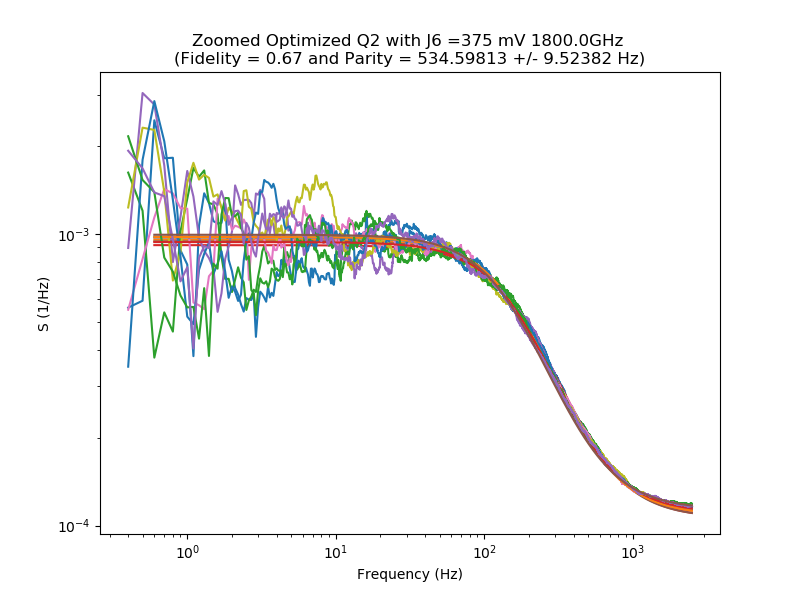 Zoomed Optimized Q2 with J6 =375 mV 1800.0GHz
(Fidelity = 0.67 and Parity = 534.59813 +/- 9.52382 Hz)
10⁻³
S (1/Hz)
10⁻⁴
10⁰ 10¹ 10² 10³
Frequency (Hz)